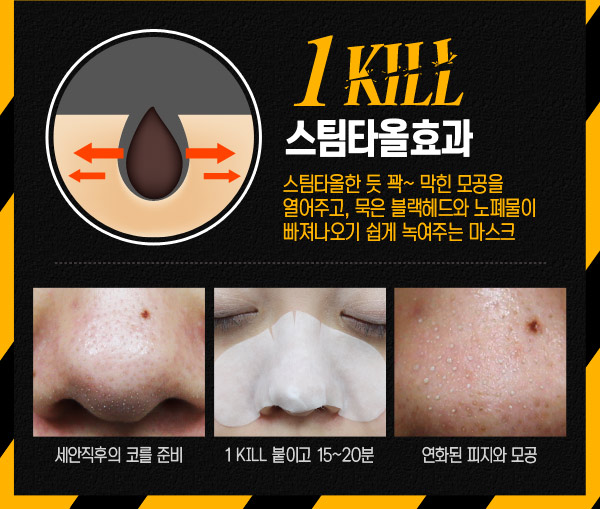 1 KILL
스팀타올효과
스팀타올한 듯 꽉~ 막힌 모공을
열어주고, 묵은 블랙헤드와 노폐물이
빠져나오기 쉽게 녹여주는 마스크
세안직후의 코를 준비
1 KILL 붙이고 15~20분
연화된 피지와 모공